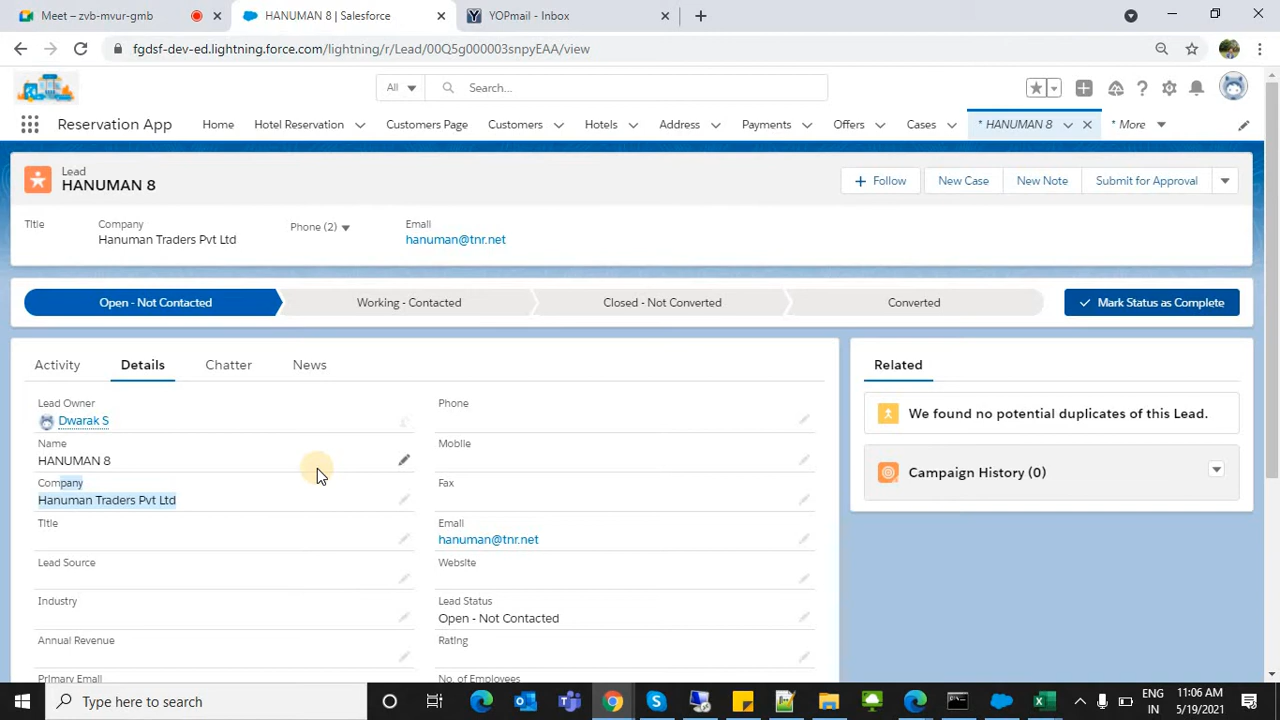 Meet – zvb-mvur-gmb
HANUMAN 8 | Salesforce
YOPmail - Inbox
fgdsf-dev-ed.lightning.force.com/lightning/r/Lead/00Q5g000003snpyEAA/view
All
Search...
Reservation App
Home
Hotel Reservation
Customers Page
Customers
Hotels
Address
Payments
Offers
Cases
* HANUMAN 8
* More
Lead
HANUMAN 8
+ Follow
New Case
New Note
Submit for Approval
Title
Company
Phone (2)
Email
Hanuman Traders Pvt Ltd
hanuman@tnr.net
Open - Not Contacted
Working - Contacted
Closed - Not Converted
Converted
Mark Status as Complete
Activity
Details
Chatter
News
Related
Lead Owner
Dwarak S
Phone
Name
HANUMAN 8
Mobile
Company
Hanuman Traders Pvt Ltd
Fax
Title
Email
hanuman@tnr.net
Lead Source
Website
Industry
Lead Status
Open - Not Contacted
Annual Revenue
Rating
Primary Email
No. of Employees
We found no potential duplicates of this Lead.
Campaign History (0)
Type here to search
ENG
IN
11:06 AM
5/19/2021